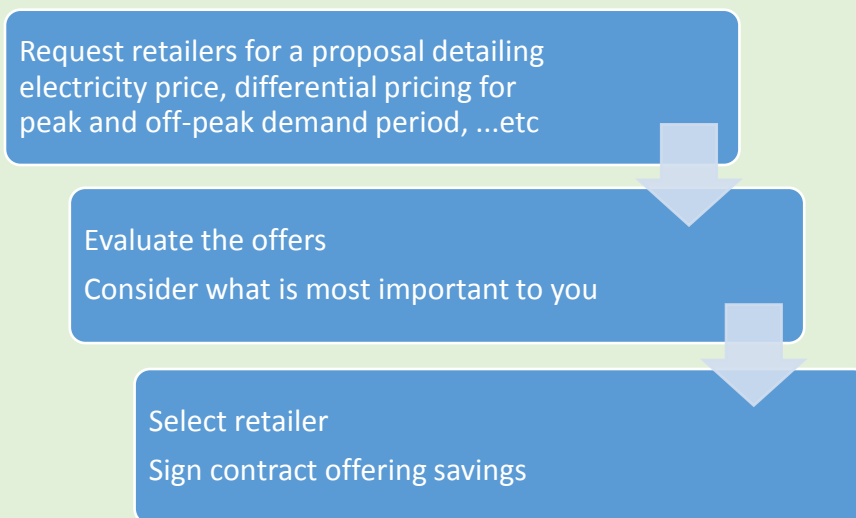 Request retailers for a proposal detailing
electricity price, differential pricing for
peak and off-peak demand period, ...etc
Evaluate the offers
Consider what is most important to you
Select retailer
Sign contract offering savings